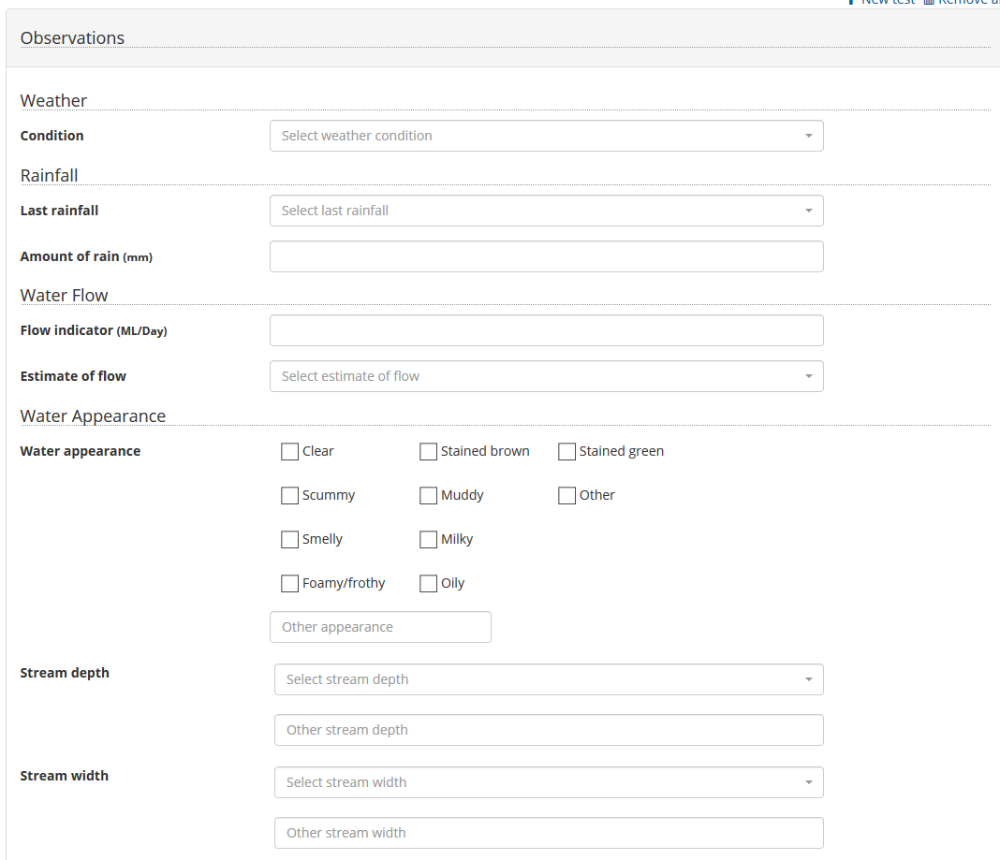 New test Remove
Observations
Weather
Condition Select weather condition
Rainfall
Last rainfall Select last rainfall
Amount of rain (mm)
Water Flow
Flow indicator (ML/Day)
Estimate of flow Select estimate of flow
Water Appearance
Water appearance Clear Stained brown Stained green
Scummy Muddy Other
Smelly Milky
Foamy/frothy Oily
Other appearance
Stream depth Select stream depth
Other stream depth
Stream width Select stream width
Other stream width